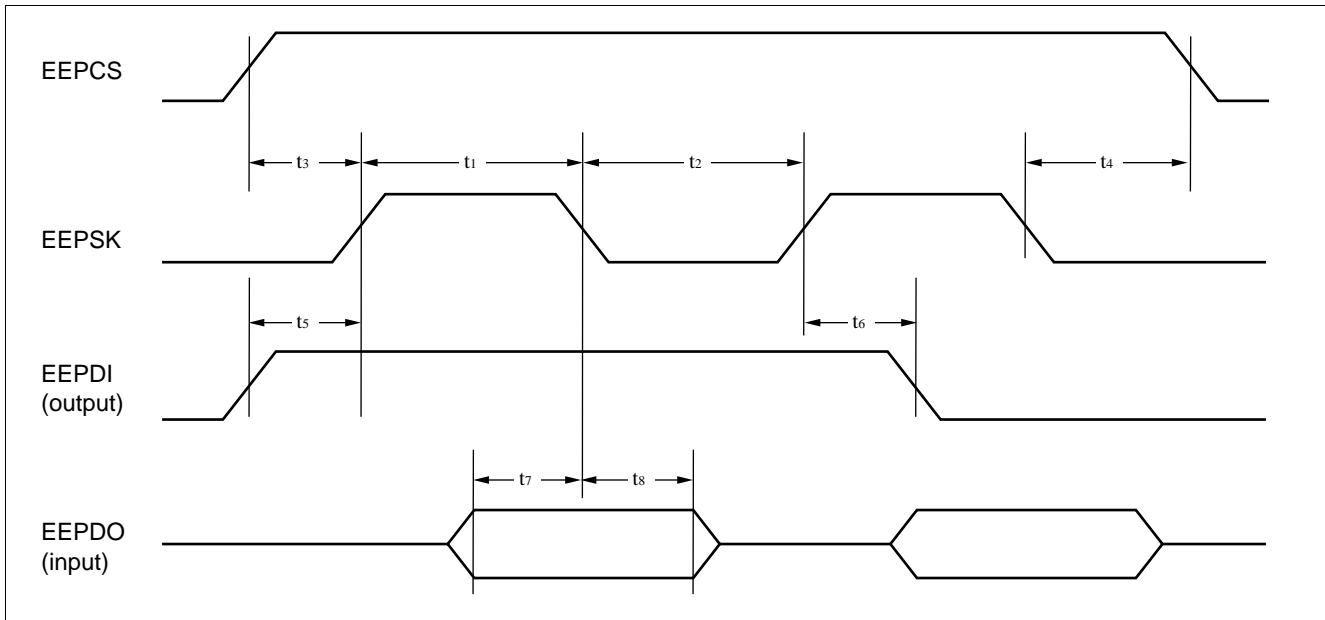 EEPCS
t3
t1
t2
t4
EEPSK
t5
t6
EEPDI
(output)
t7
t8
EEPDO
(input)